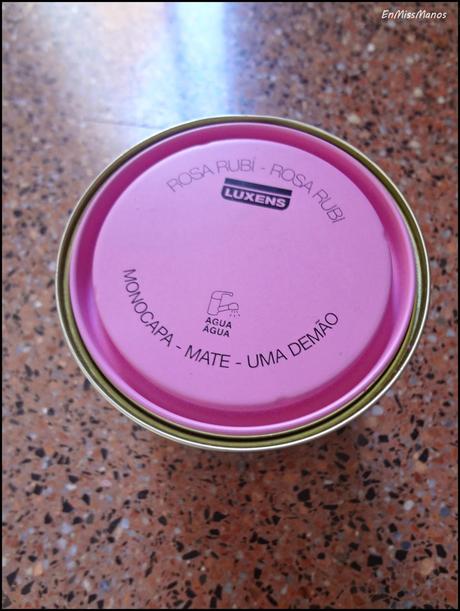 EnMissManos
ROSA RUBÍ - ROSA RUBI
LUXENS
AGUA
ÁGUA
MONOCAPA - MATE - UMA DEMÃO